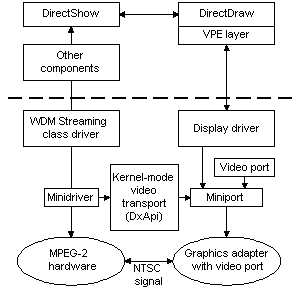 DirectShow
DirectDraw
VPE layer
Other
components
WDM Streaming
class driver
Display driver
Video port
Kernel-mode
video
transport
(DxApi)
Minidriver
Miniport
MPEG-2
hardware
NTSC
signal
Graphics adapter
with video port